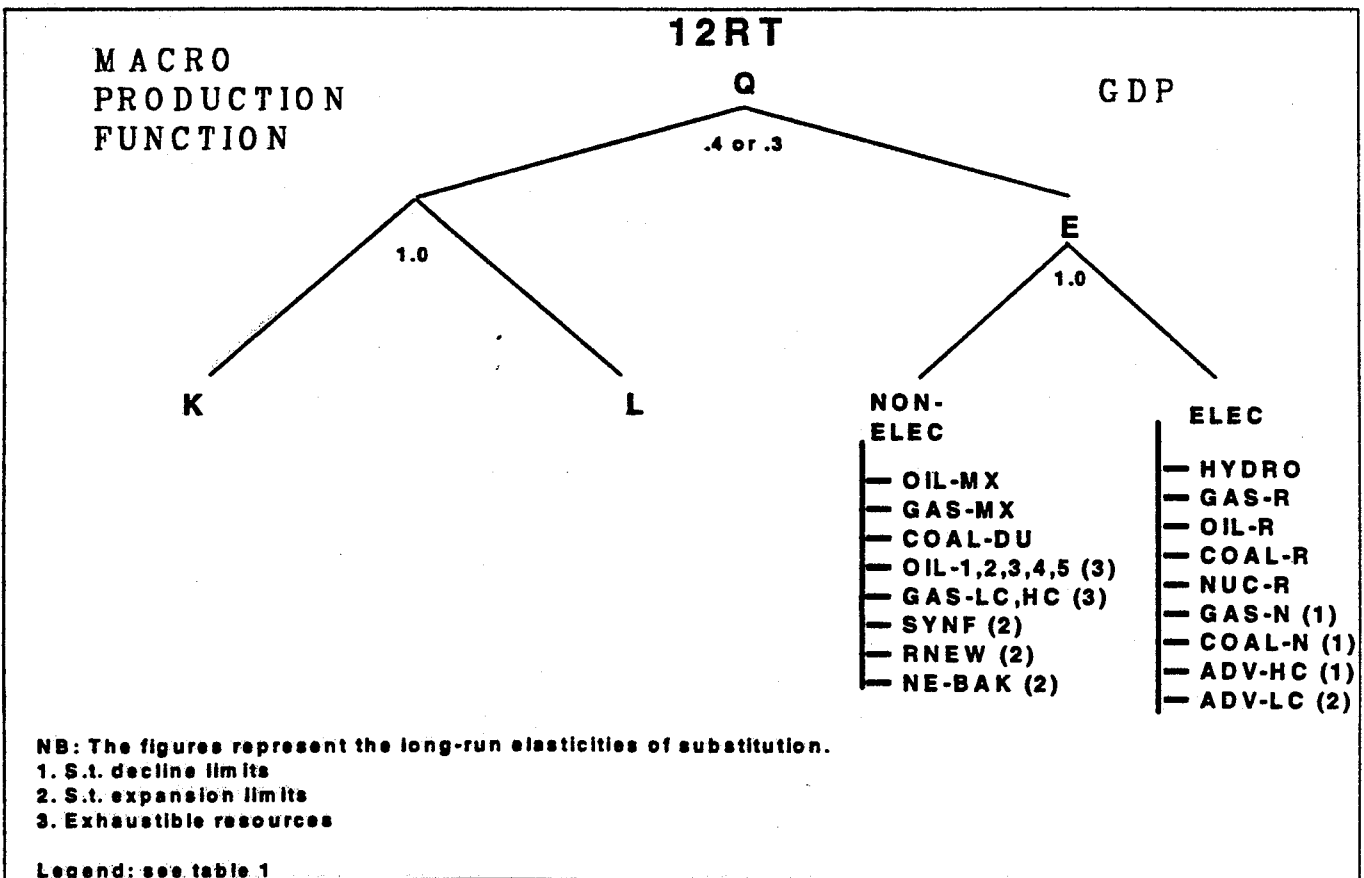 12RT
MACRO
PRODUCTION
FUNCTION
Q
GDP
.4 or .3
1.0
E
1.0
K
L
NON-
ELEC
OIL-MX
GAS-MX
COAL-DU
OIL-1,2,3,4,5 (3)
GAS-LC,HC (3)
SYNF (2)
RNEW (2)
NE-BAK (2)
ELEC
HYDRO
GAS-R
OIL-R
COAL-R
NUC-R
GAS-N (1)
COAL-N (1)
ADV-HC (1)
ADV-LC (2)
NB: The figures represent the long-run elasticities of substitution.
1. S.t. decline limits
2. S.t. expansion limits
3. Exhaustible resources
Legend: see table 1